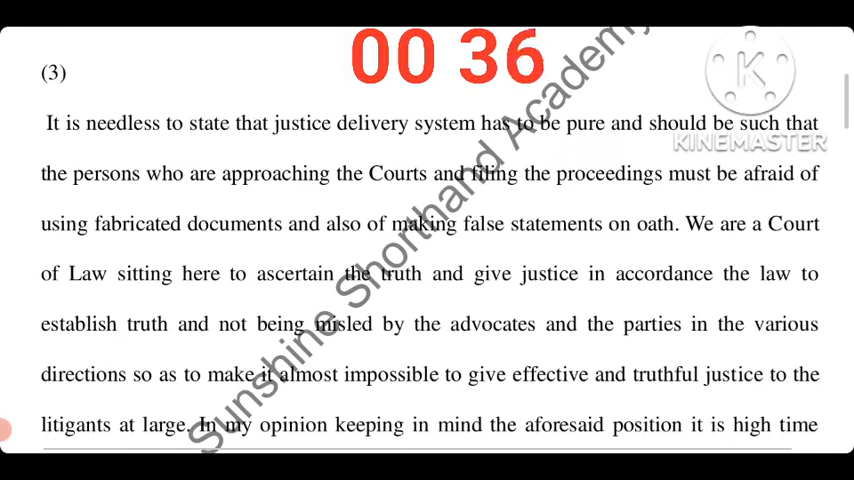 00 36
(3)
KINEMASTER
It is needless to state that justice delivery system has to be pure and should be such that
the persons who are approaching the Courts and filing the proceedings must be afraid of
using fabricated documents and also of making false statements on oath. We are a Court
of Law sitting here to ascertain the truth and give justice in accordance the law to
establish truth and not being misled by the advocates and the parties in the various
directions so as to make it almost impossible to give effective and truthful justice to the
litigants at large. In my opinion keeping in mind the aforesaid position it is high time
Sunshine Shorthand Academy